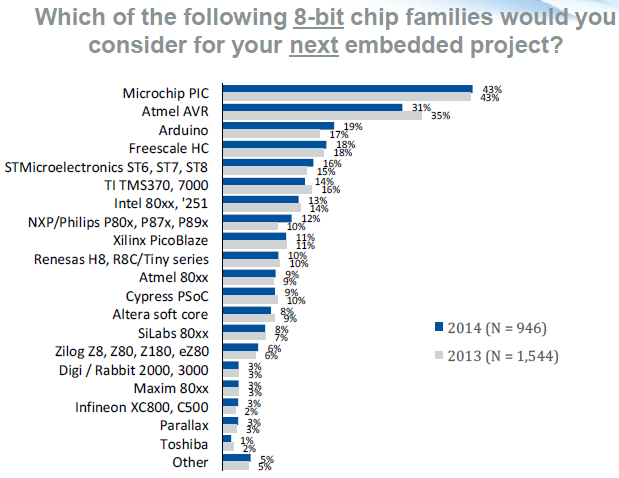 Which of the following 8-bit chip families would you
consider for your next embedded project?
Microchip PIC 43% 43%
Atmel AVR 31% 35%
Arduino 19% 17%
Freescale HC 18% 18%
STMicroelectronics ST6, ST7, ST8 16% 15%
TI TMS370, 7000 14% 16%
Intel 80xx, '251 13% 14%
NXP/Philips P80x, P87x, P89x 12% 10%
Xilinx PicoBlaze 11% 11%
Renesas H8, R8C/Tiny series 10% 10%
Atmel 80xx 9% 9%
Cypress PSoC 9% 10%
Altera soft core 8% 9%
SiLabs 80xx 8% 7%
Zilog Z8, Z80, Z180, eZ80 6% 6%
Digi / Rabbit 2000, 3000 3% 3%
Maxim 80xx 3% 3%
Infineon XC800, C500 3% 2%
Parallax 3% 3%
Toshiba 1% 2%
Other 5% 5%
2014 (N = 946)
2013 (N = 1,544)